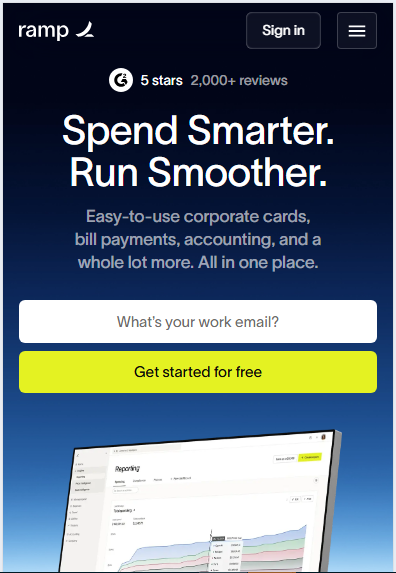 ramp
Sign in
5 stars 2,000+ reviews
Spend Smarter.
Run Smoother.
Easy-to-use corporate cards,
bill payments, accounting, and a
whole lot more. All in one place.
What's your work email?
Get started for free
Reporting